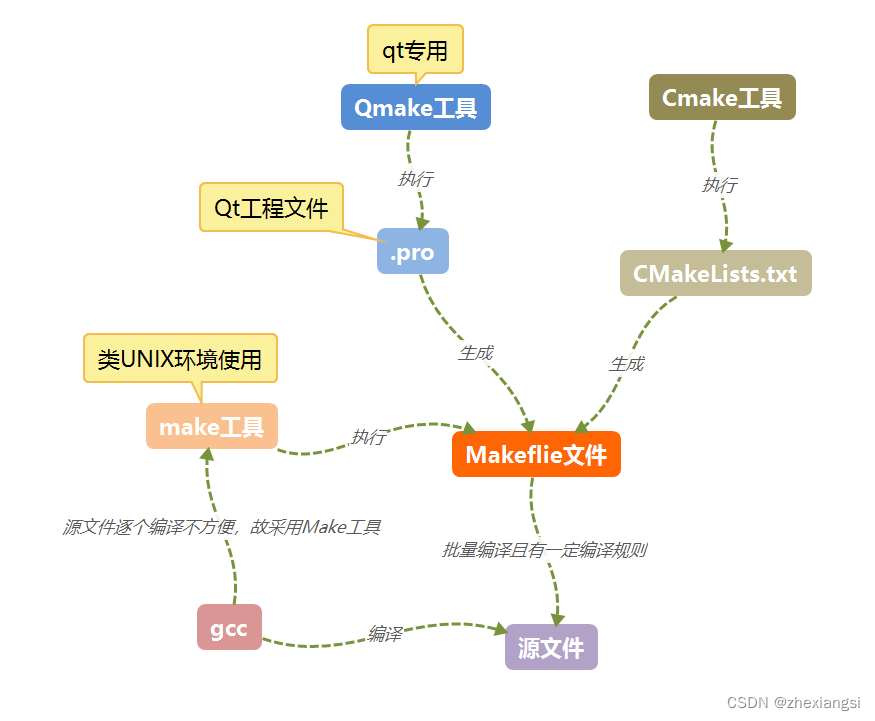 qt专用
Qmake工具
Cmake工具
执行
执行
Qt工程文件
.pro
CMakeLists.txt
生成
生成
类UNIX环境使用
make工具
执行
Makeflie文件
源文件逐个编译不方便，故采用Make工具
批量编译且有一定编译规则
gcc
编译
源文件
CSDN @zhexiangsi